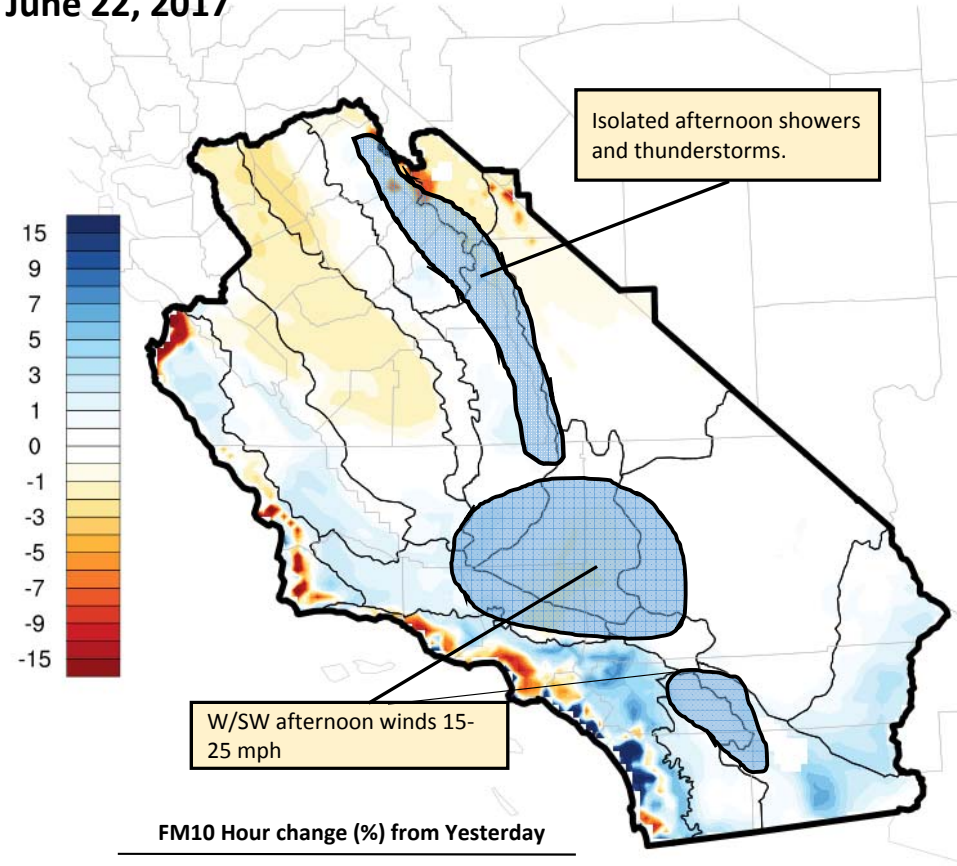 June 22, 2017
Isolated afternoon showers
and thunderstorms.
15
9
7
5
3
1
0
-1
-3
-5
-7
-9
-15
W/SW afternoon winds 15-
25 mph
FM10 Hour change (%) from Yesterday